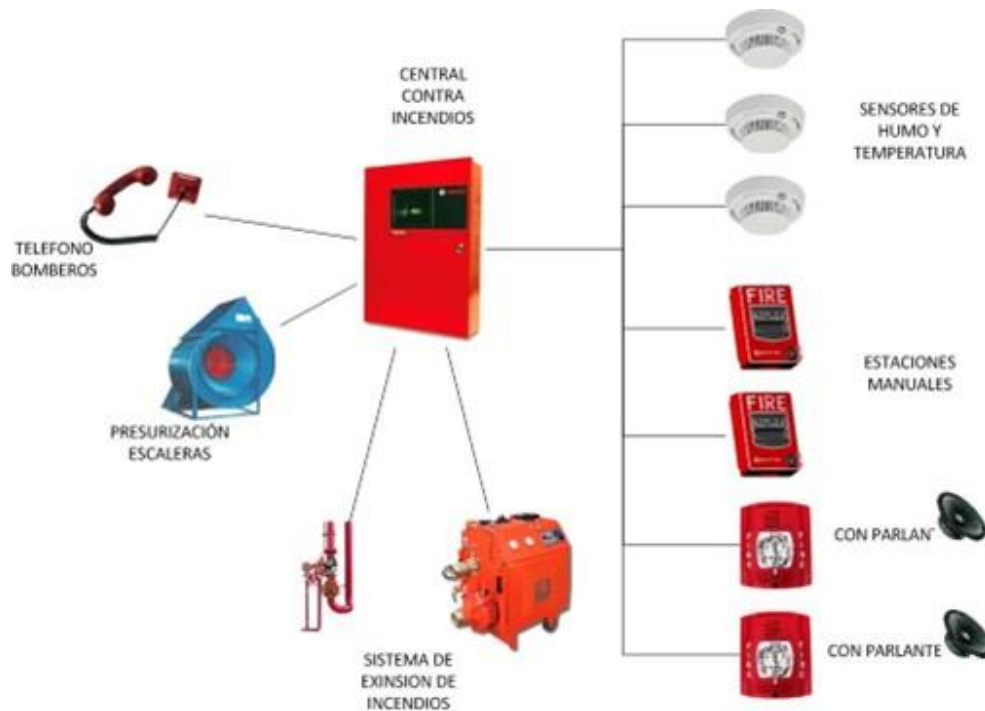 CENTRAL
CONTRA
INCENDIOS
SENSORES DE
HUMO Y
TEMPERATURA
TELEFONO
BOMBEROS
FIRE
ESTACIONES
MANUALES
FIRE
PRESURIZACIÓN
ESCALERAS
CON PARLAN
CON PARLANTE
SISTEMA DE
EXINSION DE
INCENDIOS